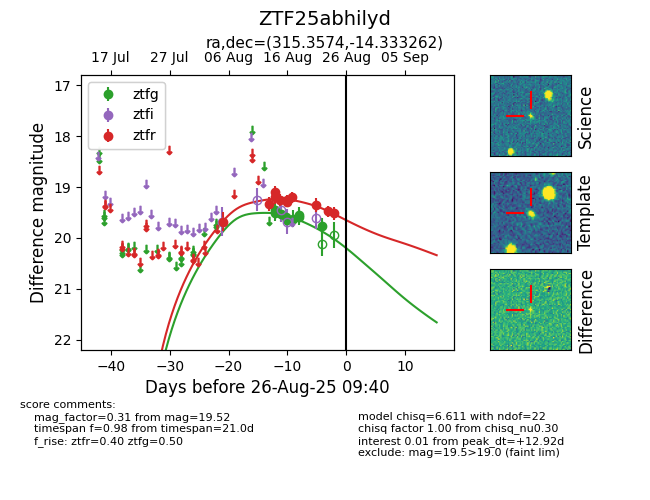 ZTF25abhilyd
ra,dec=(315.3574,-14.333262)
17 Jul 27 Jul 06 Aug 16 Aug 26 Aug 05 Sep
ztfg
ztfi
ztfr
17
18
19
20
21
22
Difference magnitude
−40 −30 −20 −10 0 10
Days before 26-Aug-25 09:40
Science
Template
Difference
score comments:
mag_factor=0.31 from mag=19.52
timespan f=0.98 from timespan=21.0d
f_rise: ztfr=0.40 ztfg=0.50
model chisq=6.611 with ndof=22
chisq factor 1.00 from chisq_nu0.30
interest 0.01 from peak_dt=+12.92d
exclude: mag=19.5>19.0 (faint lim)